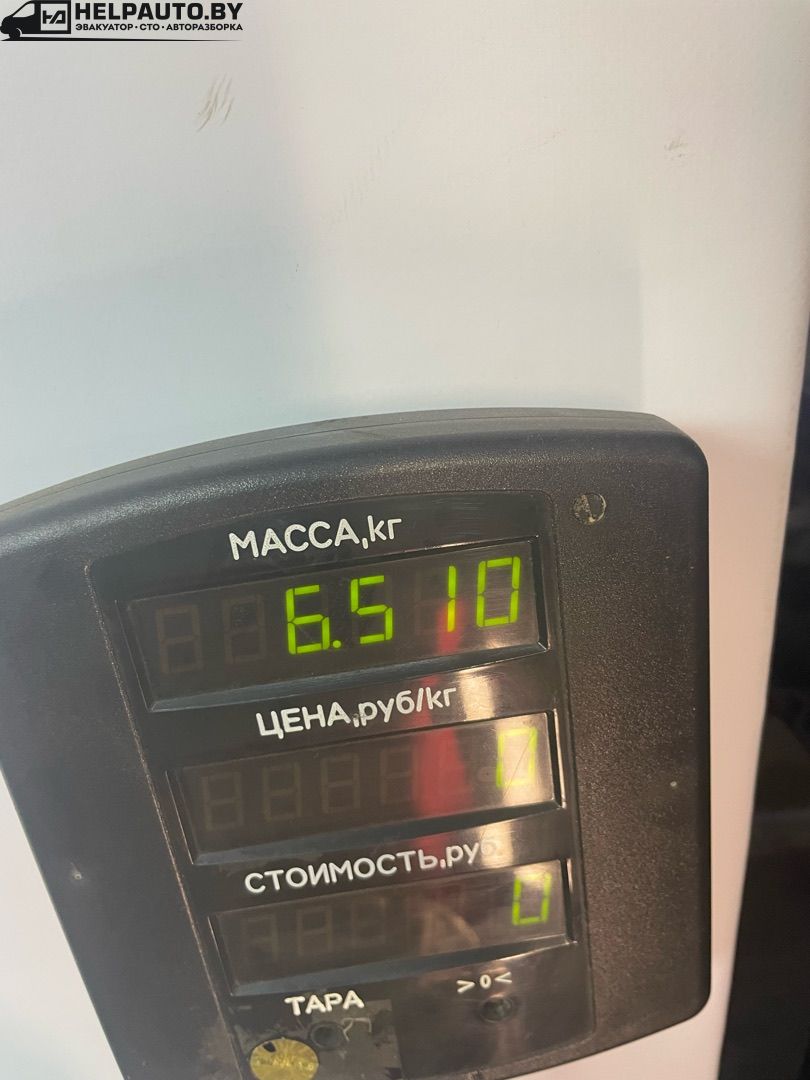 HELPAUTO.BY
ЭВАКУАТОР•СТО•АВТОРАЗБОРКА
МАССА,кг
6.510
ЦЕНА,руб/кг
0
СТОИМОСТЬ,руб
0
ТАРА >0<